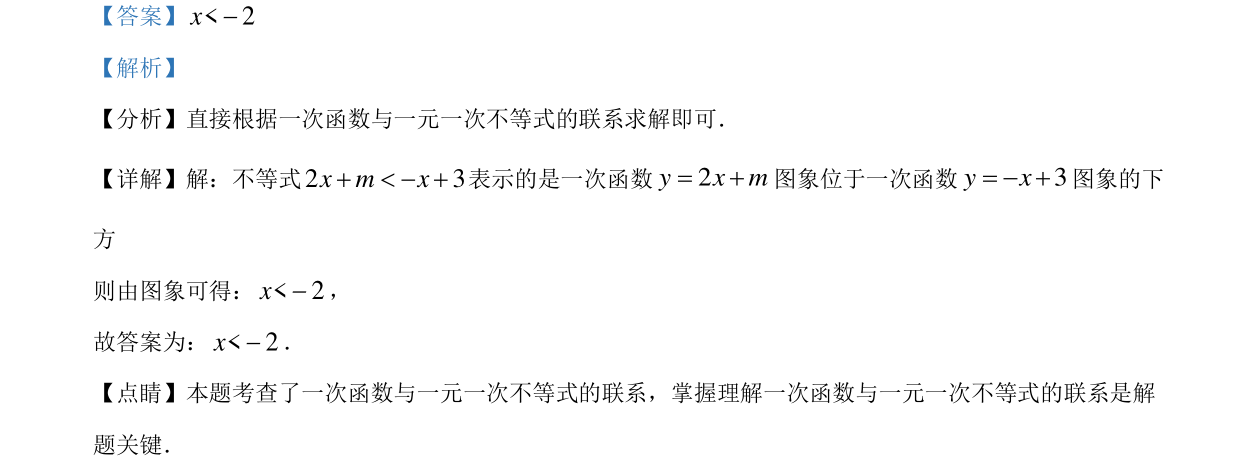 【答案】x<－2
【解析】
【分析】直接根据一次函数与一元一次不等式的联系求解即可．
【详解】解：不等式2x+m<−x+3表示的是一次函数y=2x+m图象位于一次函数y=−x+3图象的下
方
则由图象可得：x<－2，
故答案为：x<－2．
【点睛】本题考查了一次函数与一元一次不等式的联系，掌握理解一次函数与一元一次不等式的联系是解
题关键．